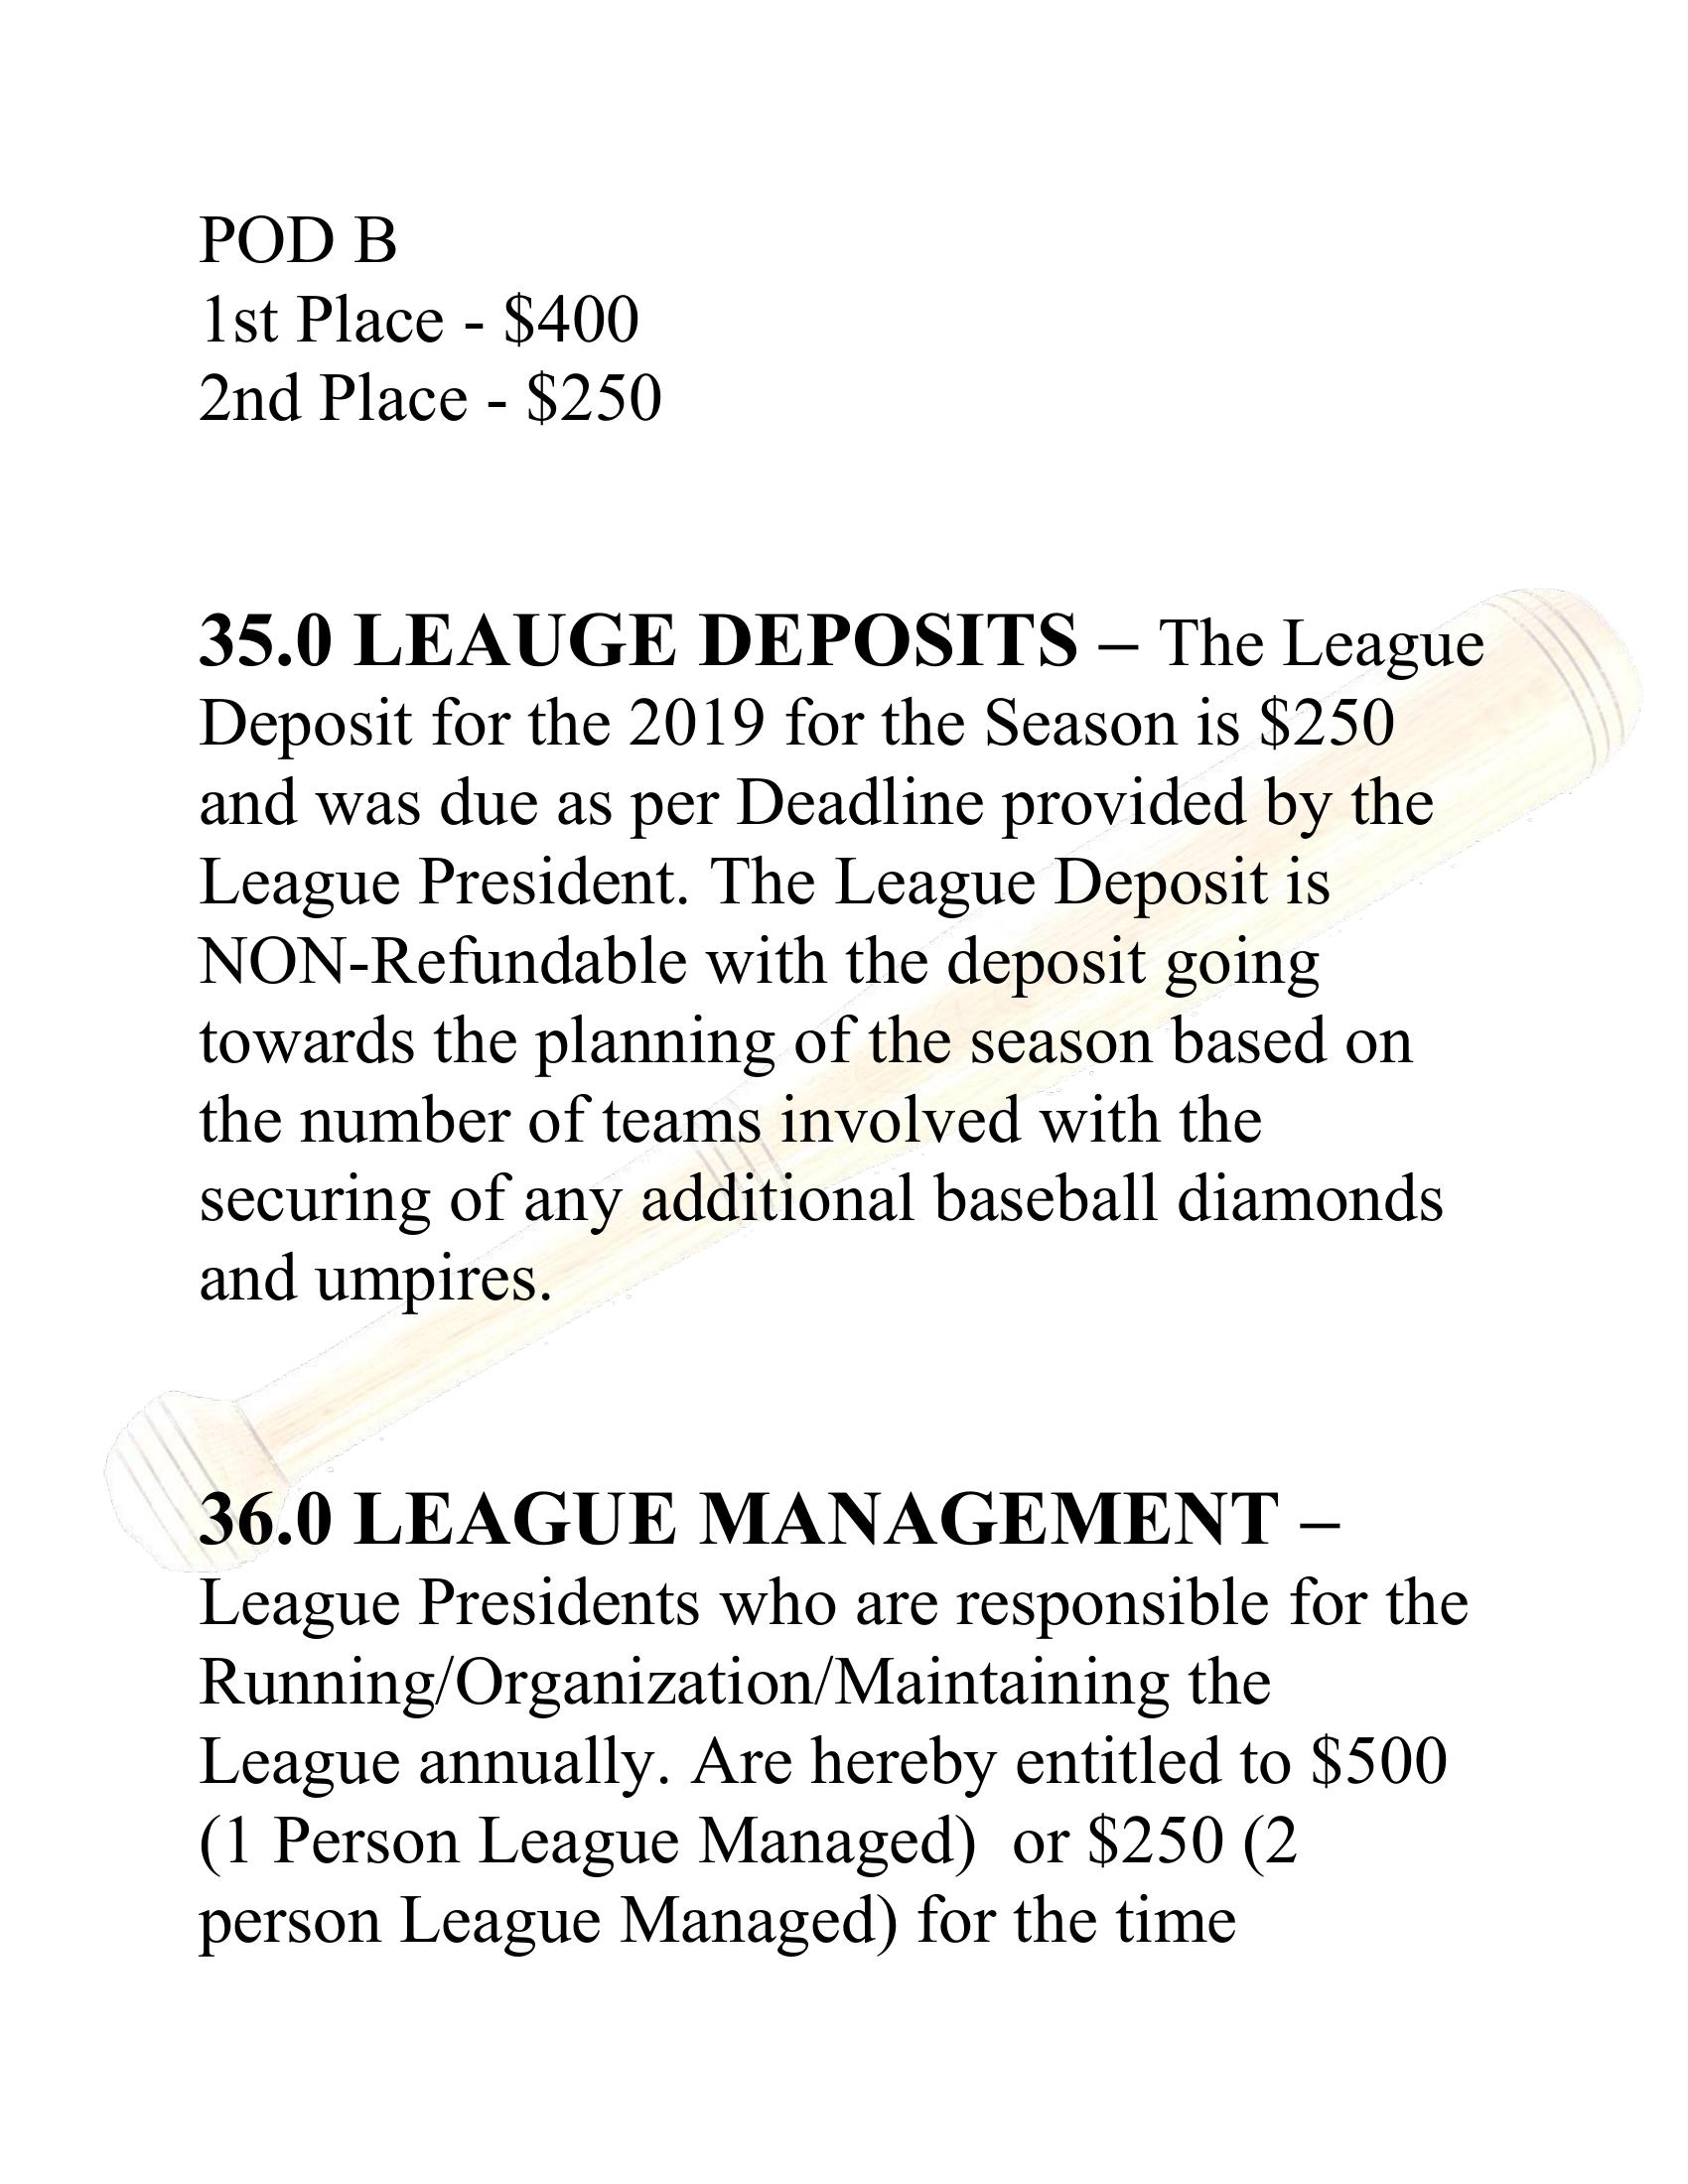 POD B
1st Place - $400
2nd Place - $250
35.0 LEAUGE DEPOSITS – The League
Deposit for the 2019 for the Season is $250
and was due as per Deadline provided by the
League President. The League Deposit is
NON-Refundable with the deposit going
towards the planning of the season based on
the number of teams involved with the
securing of any additional baseball diamonds
and umpires.
36.0 LEAGUE MANAGEMENT –
League Presidents who are responsible for the
Running/Organization/Maintaining the
League annually. Are hereby entitled to $500
(1 Person League Managed)  or $250 (2
person League Managed) for the time